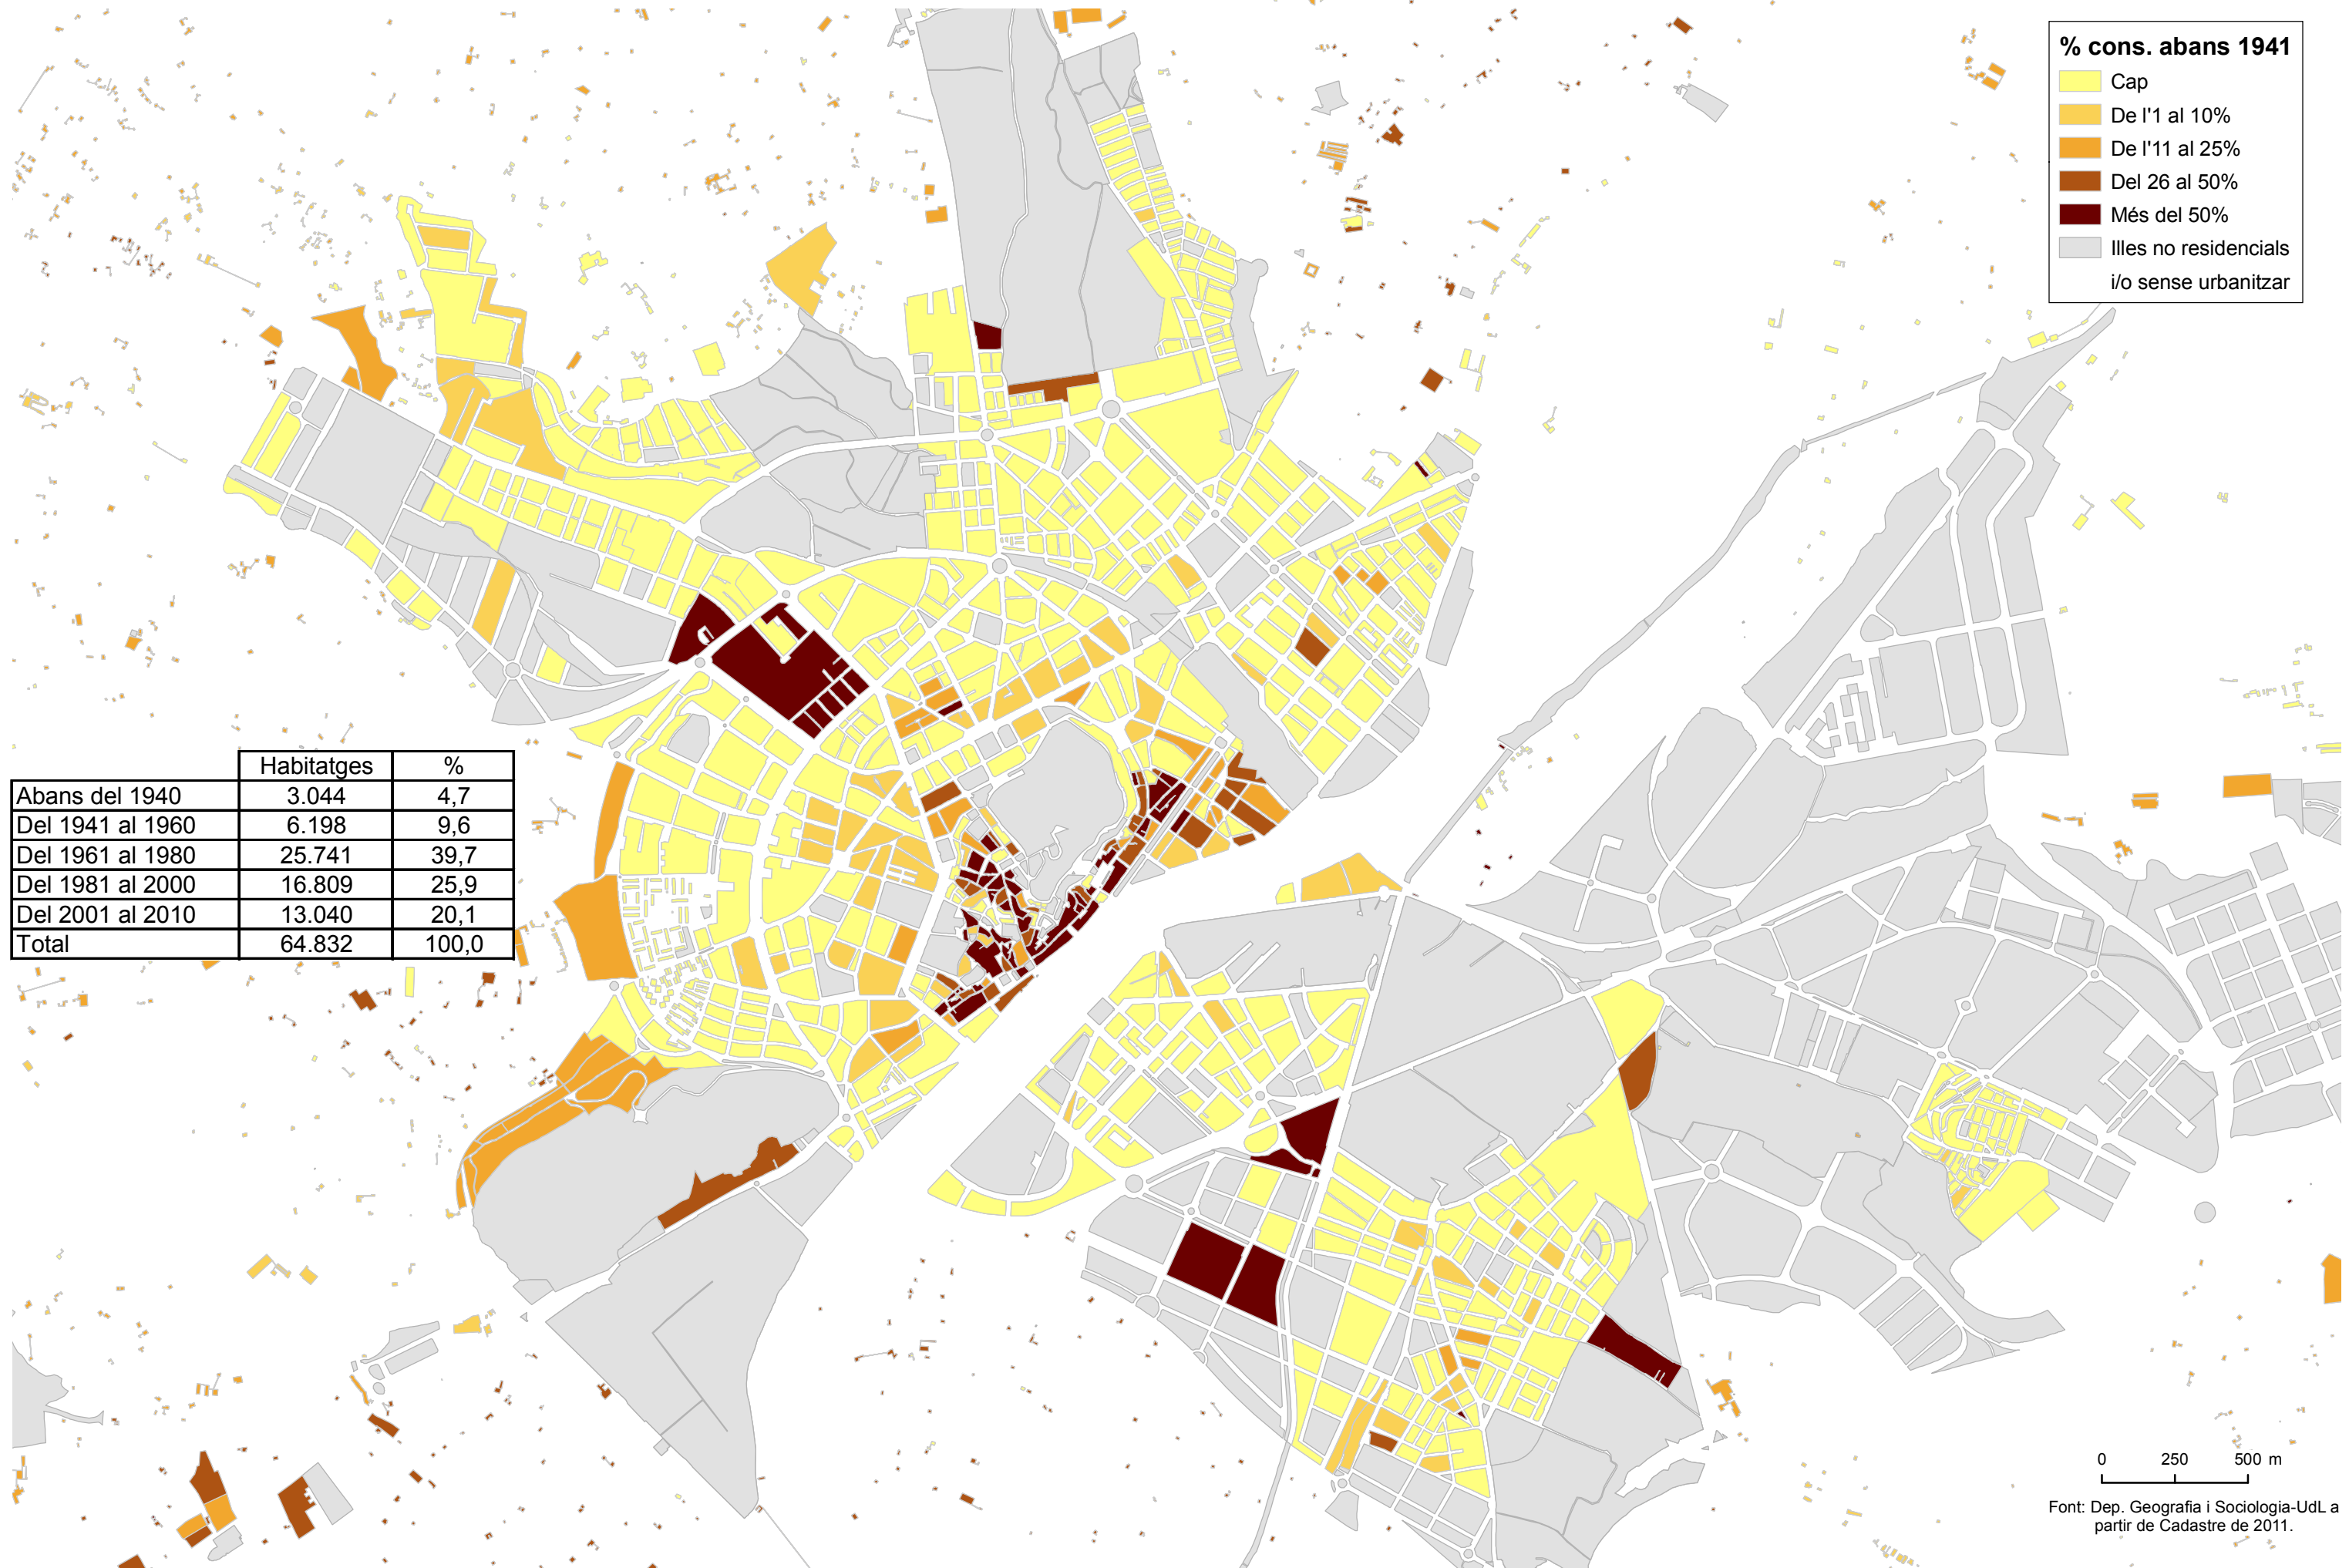 % cons. abans 1941
Cap
De l'1 al 10%
De l'11 al 25%
Del 26 al 50%
Més del 50%
Illes no residencials
i/o sense urbanitzar
Habitatges %
Abans del 1940 3.044 4,7
Del 1941 al 1960 6.198 9,6
Del 1961 al 1980 25.741 39,7
Del 1981 al 2000 16.809 25,9
Del 2001 al 2010 13.040 20,1
Total 64.832 100,0
0 250 500 m
Font: Dep. Geografia i Sociologia-UdL a
partir de Cadastre de 2011.